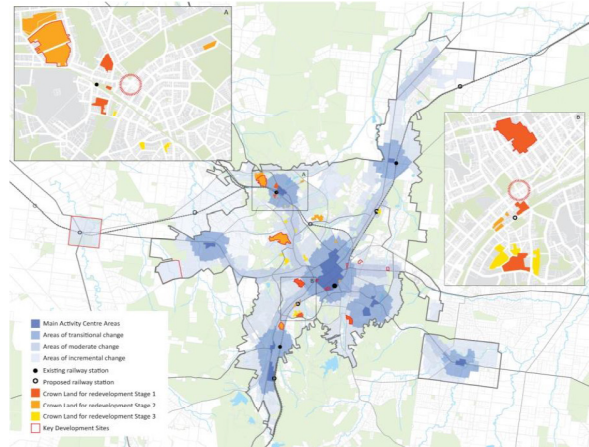 A
A
Main Activity Centre Areas
Areas of transitional change
Areas of moderate change
Areas of incremental change
Existing railway station
Proposed railway station
Crown Land for redevelopment Stage 1
Crown Land for redevelopment Stage 2
Crown Land for redevelopment Stage 3
Key Development Sites